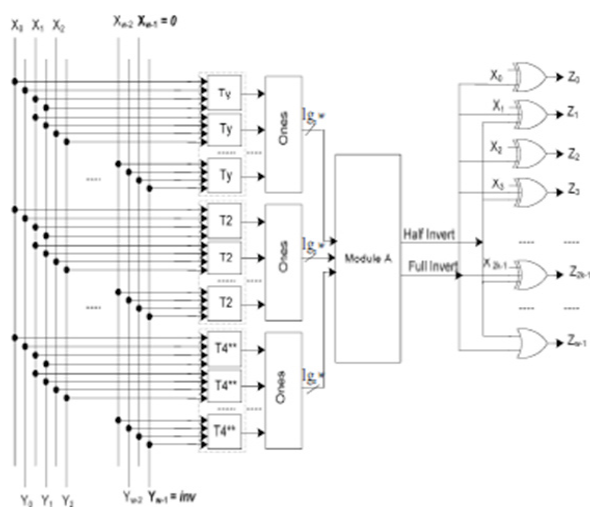 X0 X1 X2 Xw-2 Xw-1 = 0
Ty
Ty
.....
Ty
Ones
lg w
T2
T2
.....
T2
Ones
lg w
T4**
T4**
.....
T4**
Ones
lg w
.....
.....
Module A
Half Invert
Full Invert
X0
Z0
X1
Z1
X2
Z2
X3
Z3
.....
.....
X2k-1
Z2k-1
.....
.....
Zw-1
Y0 Y1 Y2 Yw-2 Yw-1 = inv